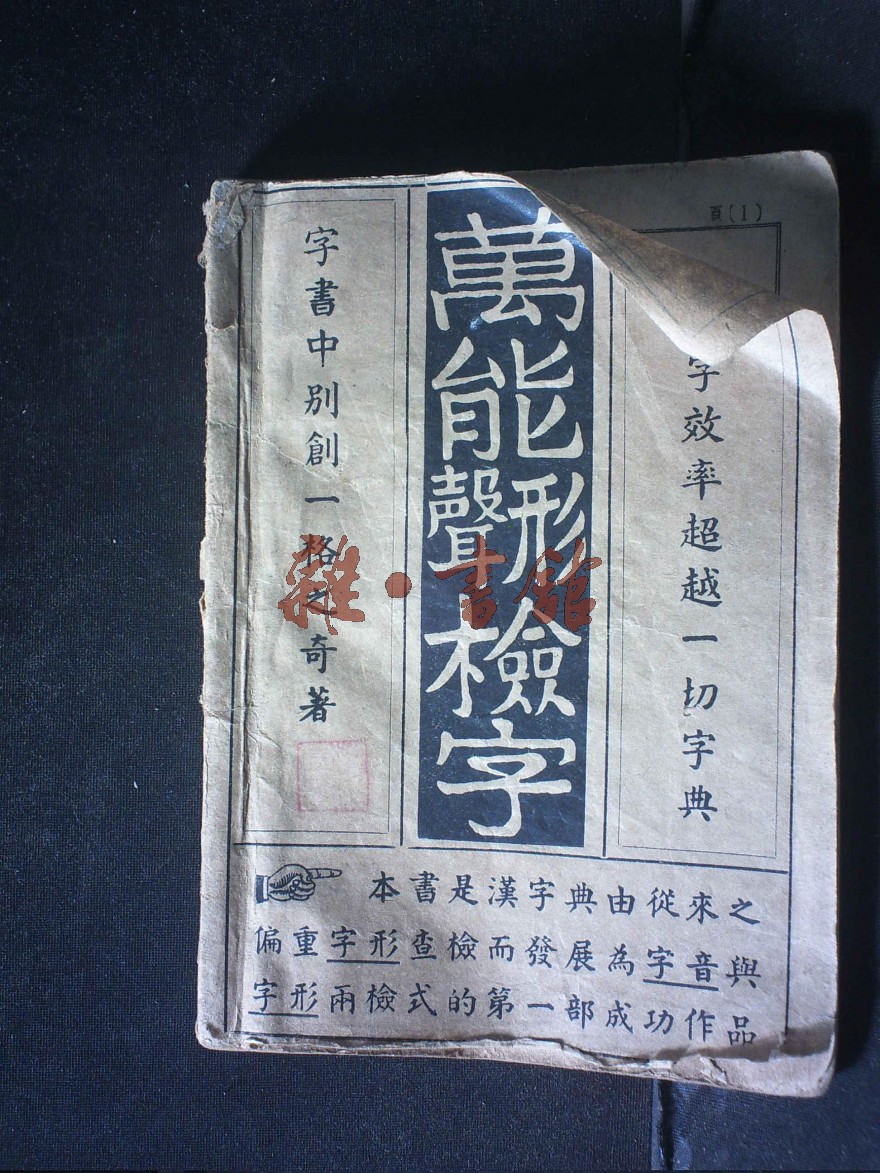 頁(1)
字效率超越一切字典
萬能形聲檢字
字書中別創一格之奇著
本書是漢字典由從來之
偏重字形查檢而發展為字音與
字形兩檢式的第一部成功作品
雜·書館